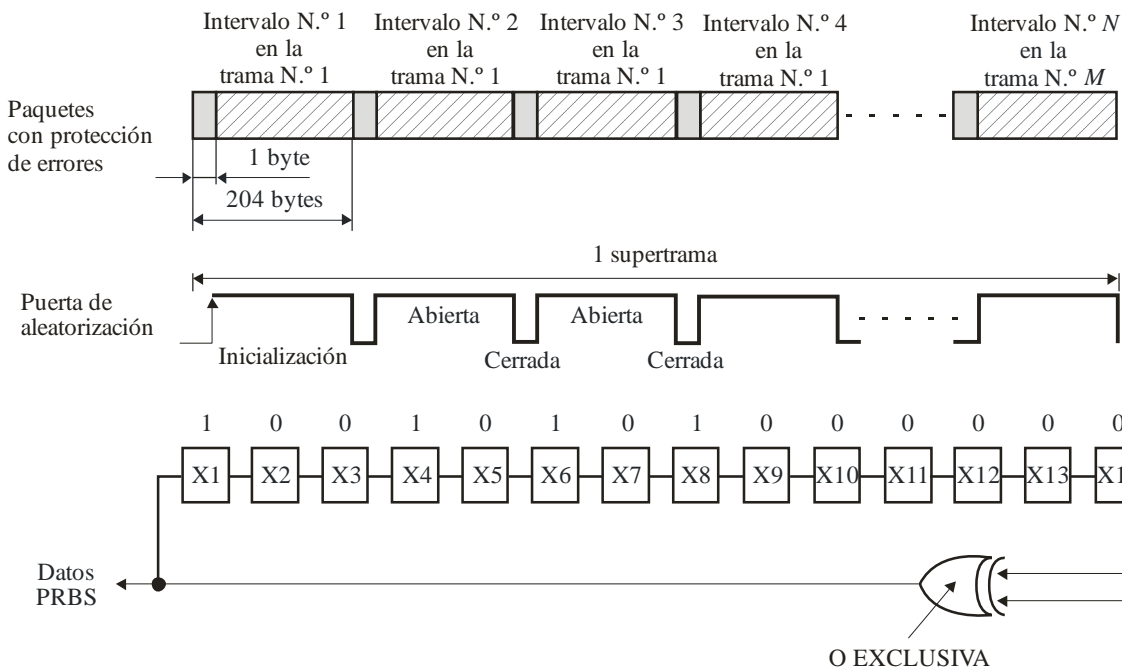 Intervalo N.º 1
en la
trama N.º 1
Intervalo N.º 2
en la
trama N.º 1
Intervalo N.º 3
en la
trama N.º 1
Intervalo N.º 4
en la
trama N.º 1
Intervalo N.º N
en la
trama N.º M
Paquetes
con protección
de errores
1 byte
204 bytes
1 supertrama
Puerta de
aleatorización
Abierta
Abierta
Inicialización
Cerrada
Cerrada
1 0 0 1 0 1 0 1 0 0 0 0 0 0
X1 X2 X3 X4 X5 X6 X7 X8 X9 X10 X11 X12 X13
Datos
PRBS
O EXCLUSIVA